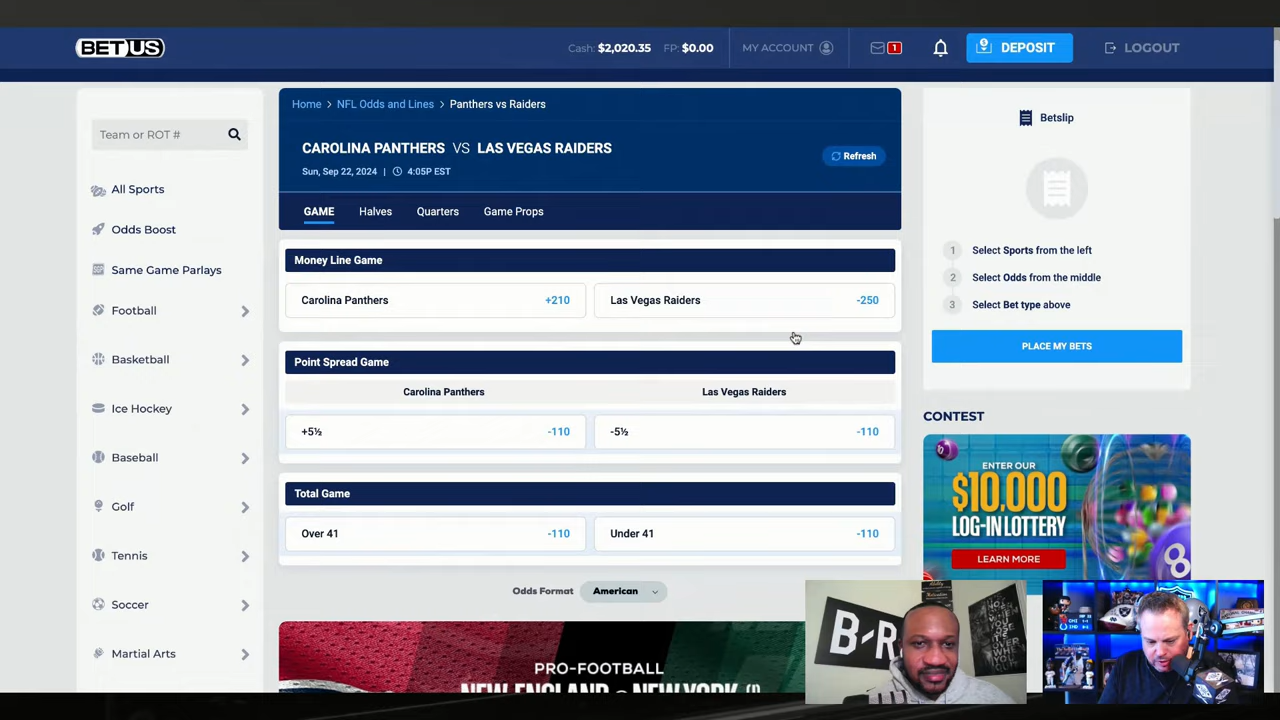 BETUS
Cash: $2,020.35 FP: $0.00
MY ACCOUNT
1
DEPOSIT
LOGOUT
Team or ROT #
All Sports
Odds Boost
Same Game Parlays
Football
Basketball
Ice Hockey
Baseball
Golf
Tennis
Soccer
Martial Arts
Home > NFL Odds and Lines > Panthers vs Raiders
CAROLINA PANTHERS VS LAS VEGAS RAIDERS
Sun, Sep 22, 2024 | 4:05P EST
Refresh
GAME Halves Quarters Game Props
Money Line Game
Carolina Panthers +210 Las Vegas Raiders -250
Point Spread Game
Carolina Panthers Las Vegas Raiders
+5½ -110 -5½ -110
Total Game
Over 41 -110 Under 41 -110
Odds Format American
PRO-FOOTBALL
NEW ENGLAND @ NEW YORK (J)
Betslip
1 Select Sports from the left
2 Select Odds from the middle
3 Select Bet type above
PLACE MY BETS
CONTEST
ENTER OUR
$10,000
LOG-IN LOTTERY
LEARN MORE
8
B-R